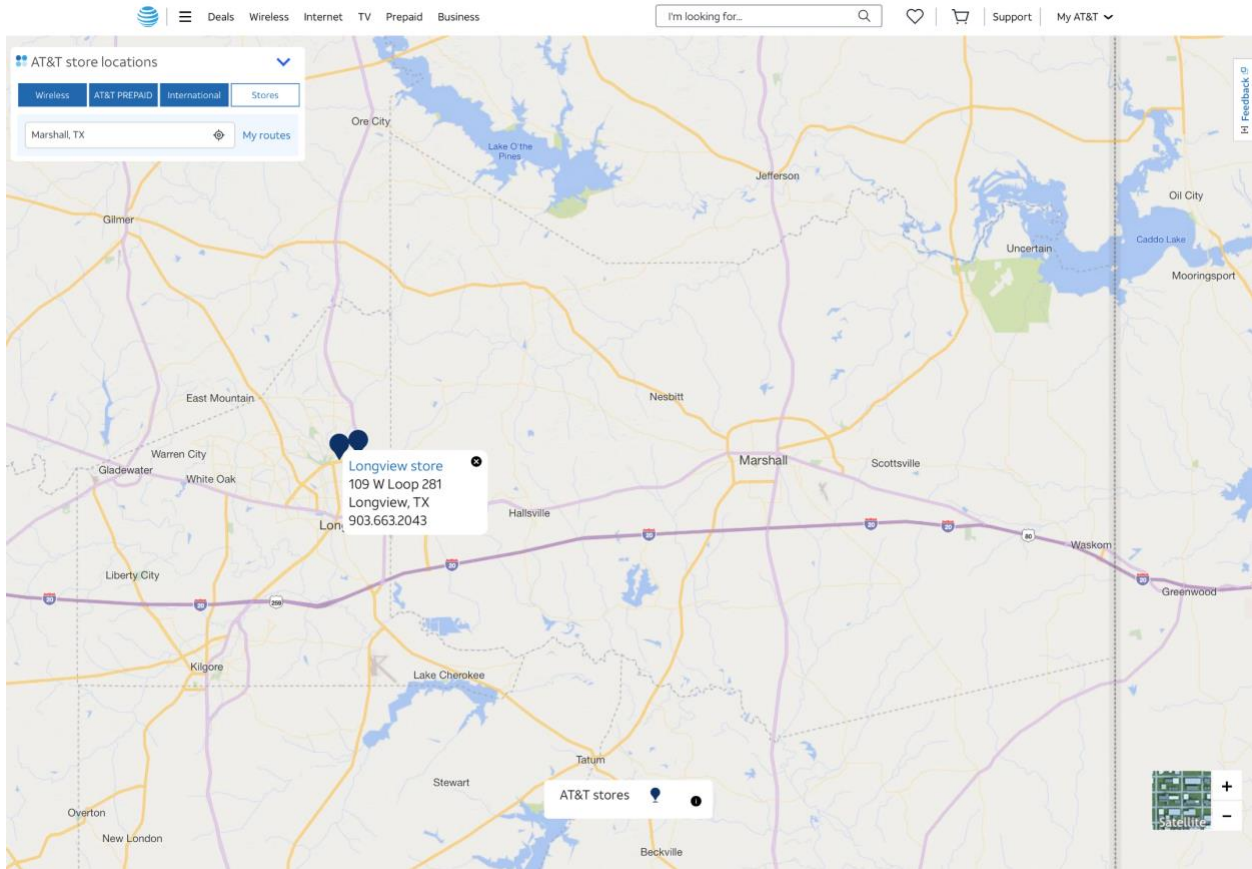 Deals Wireless Internet TV Prepaid Business
I'm looking for...
Support
My AT&T
AT&T store locations
Wireless
AT&T PREPAID
International
Stores
Marshall, TX
My routes
[+] Feedback
Ore City
Lake O'the
Pines
Jefferson
Oil City
Gilmer
Uncertain
Caddo Lake
Mooringsport
East Mountain
Nesbitt
Warren City
Gladewater
White Oak
Marshall
Scottsville
Longview store
109 W Loop 281
Longview, TX
903.663.2043
Hallsville
20
20
20
80
20
Waskom
Liberty City
20
20
20
Greenwood
Kilgore
Lake Cherokee
Tatum
Stewart
AT&T stores
Overton
New London
Beckville
Satellite
+
−